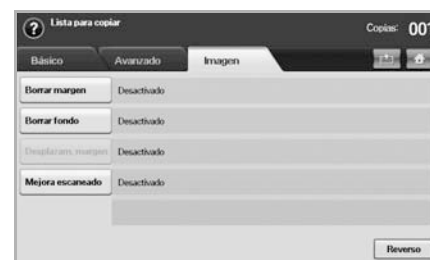 ? Lista para copiar
Copias: 001
Básico Avanzado Imagen
Borrar margen Desactivado
Borrar fondo Desactivado
Desplazam. margen Desactivado
Mejora escaneado Desactivado
Reverso